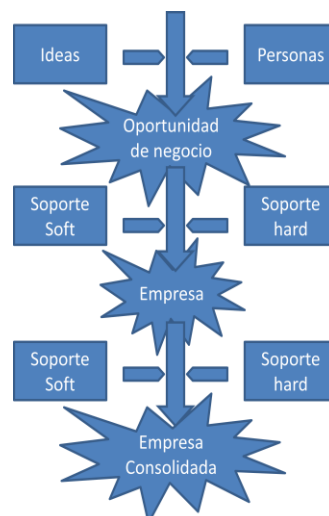 Ideas
Personas
Oportunidad
de negocio
Soporte
Soft
Soporte
hard
Empresa
Soporte
Soft
Soporte
hard
Empresa
Consolidada